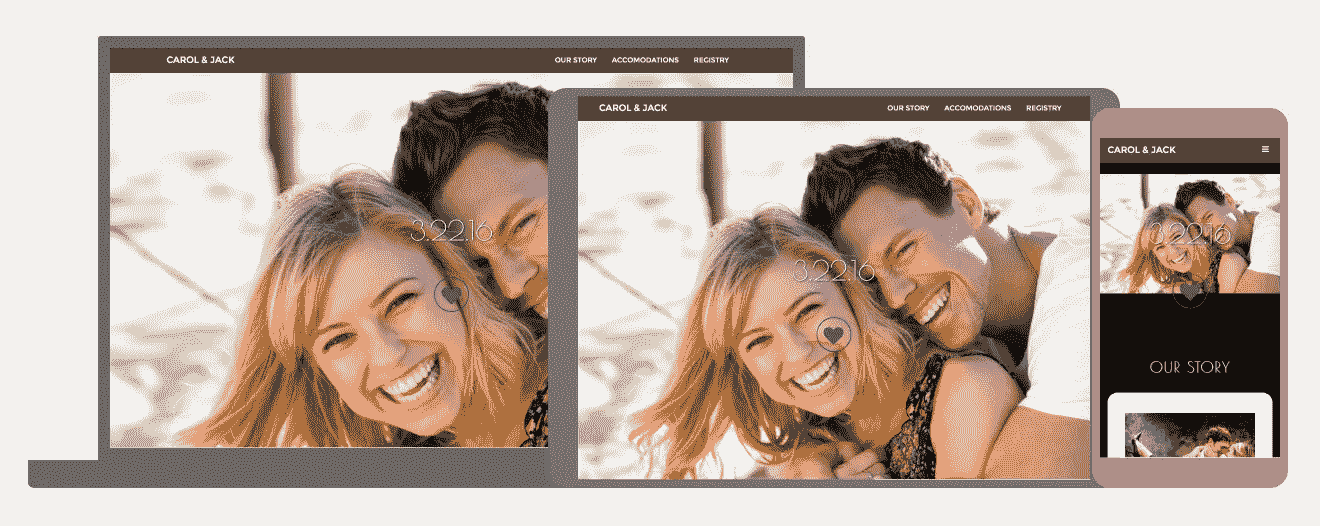 CAROL & JACK
OUR STORY ACCOMODATIONS REGISTRY
3.22.16
CAROL & JACK
OUR STORY ACCOMODATIONS REGISTRY
3.22.16
CAROL & JACK
3.22.16
OUR STORY